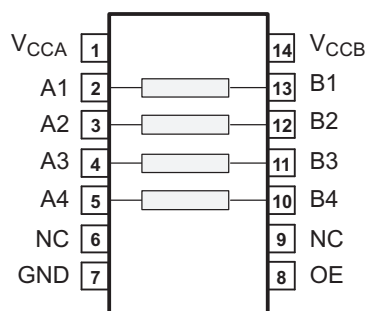 VCCA 1 14 VCCB
A1 2 13 B1
A2 3 12 B2
A3 4 11 B3
A4 5 10 B4
NC 6 9 NC
GND 7 8 OE